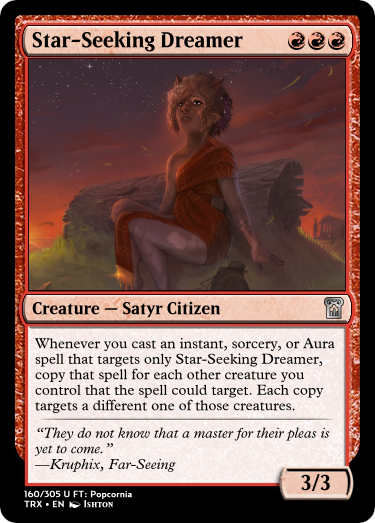 Star-Seeking Dreamer
Creature — Satyr Citizen
Whenever you cast an instant, sorcery, or Aura
spell that targets only Star-Seeking Dreamer,
copy that spell for each other creature you
control that the spell could target. Each copy
targets a different one of those creatures.
“They do not know that a master for their pleas is
yet to come.”
—Kruphix, Far-Seeing
3/3
160/305 U FT: Popcornia
TRX • EN Ishton